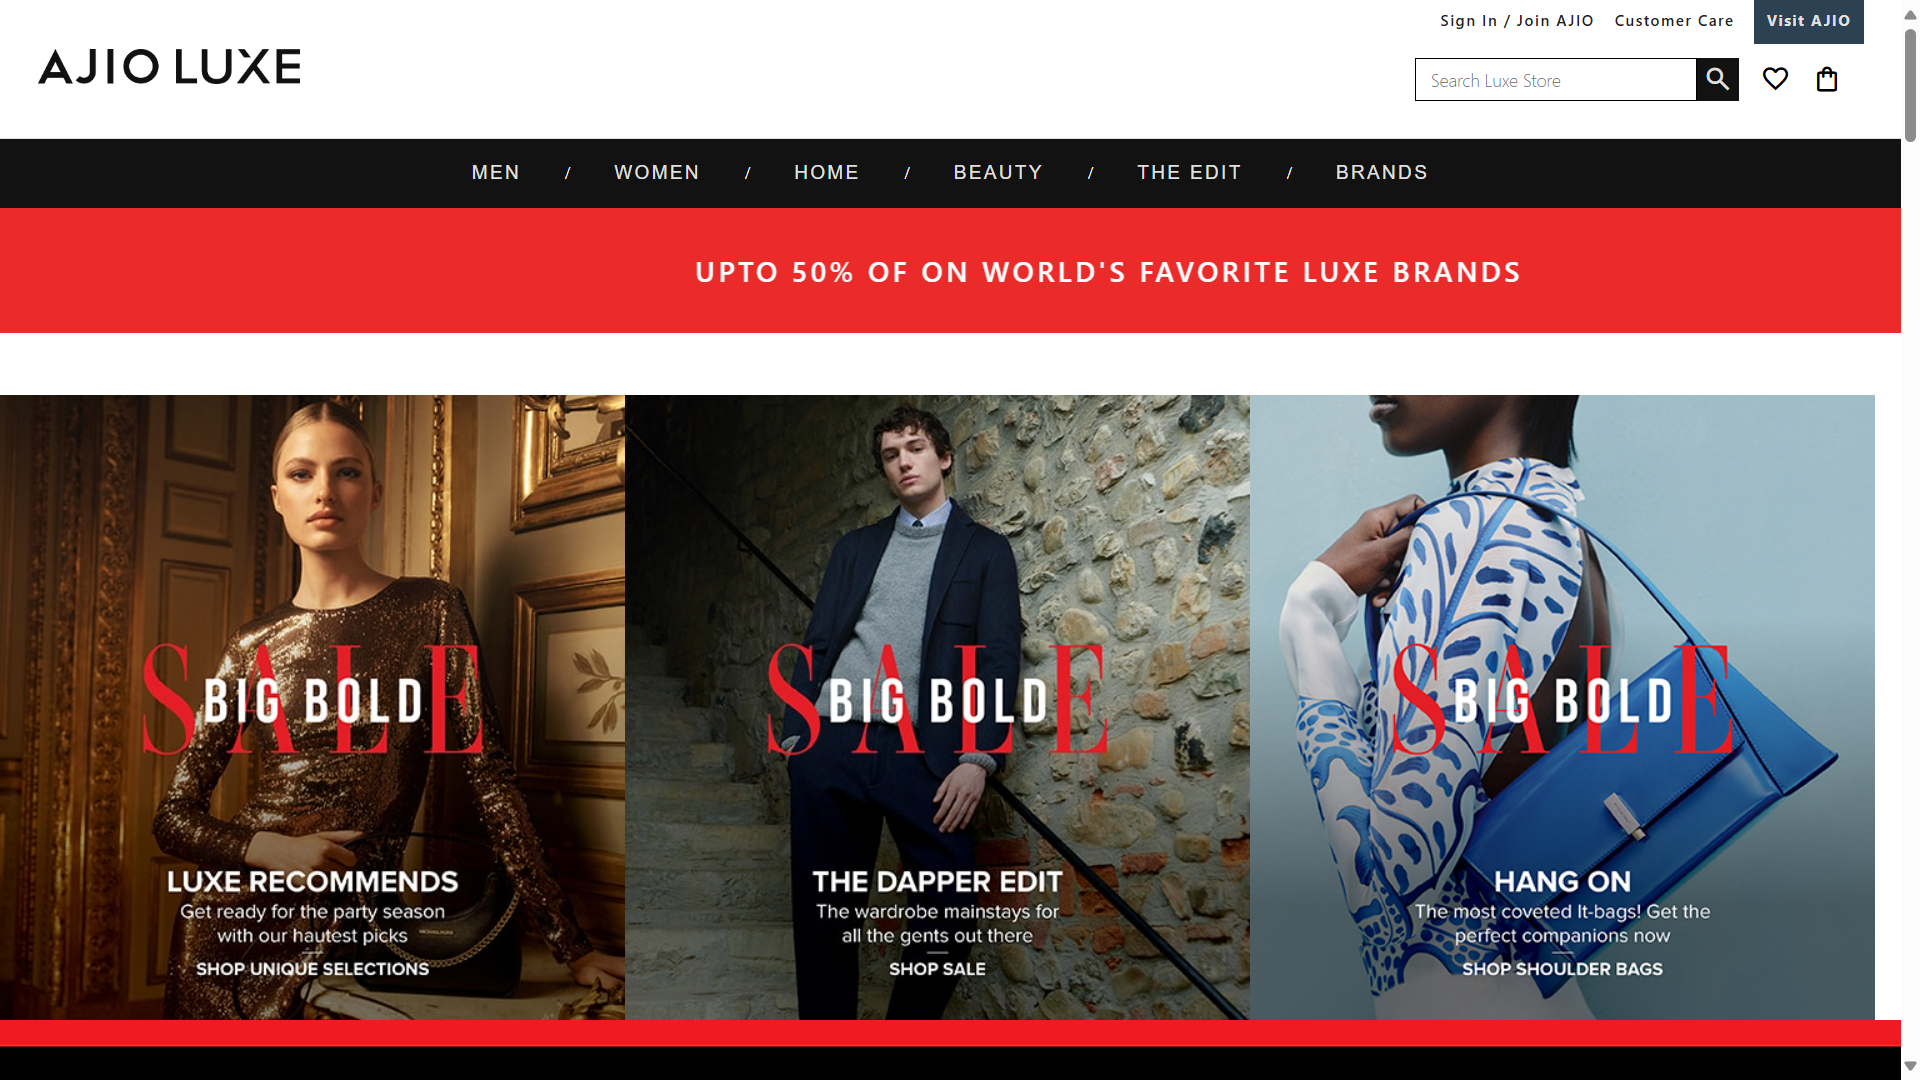 Sign In / Join AJIO
Customer Care
Visit AJIO
AJIO LUXE
Search Luxe Store
MEN / WOMEN / HOME / BEAUTY / THE EDIT / BRANDS
UPTO 50% OF ON WORLD'S FAVORITE LUXE BRANDS
SALE
BIG BOLD
LUXE RECOMMENDS
Get ready for the party season
with our hautest picks
SHOP UNIQUE SELECTIONS
SALE
BIG BOLD
THE DAPPER EDIT
The wardrobe mainstays for
all the gents out there
SHOP SALE
SALE
BIG BOLD
HANG ON
The most coveted It-bags! Get the
perfect companions now
SHOP SHOULDER BAGS